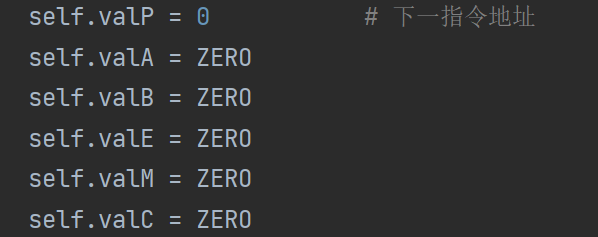 self.valP = 0 # 下一指令地址
self.valA = ZERO
self.valB = ZERO
self.valE = ZERO
self.valM = ZERO
self.valC = ZERO